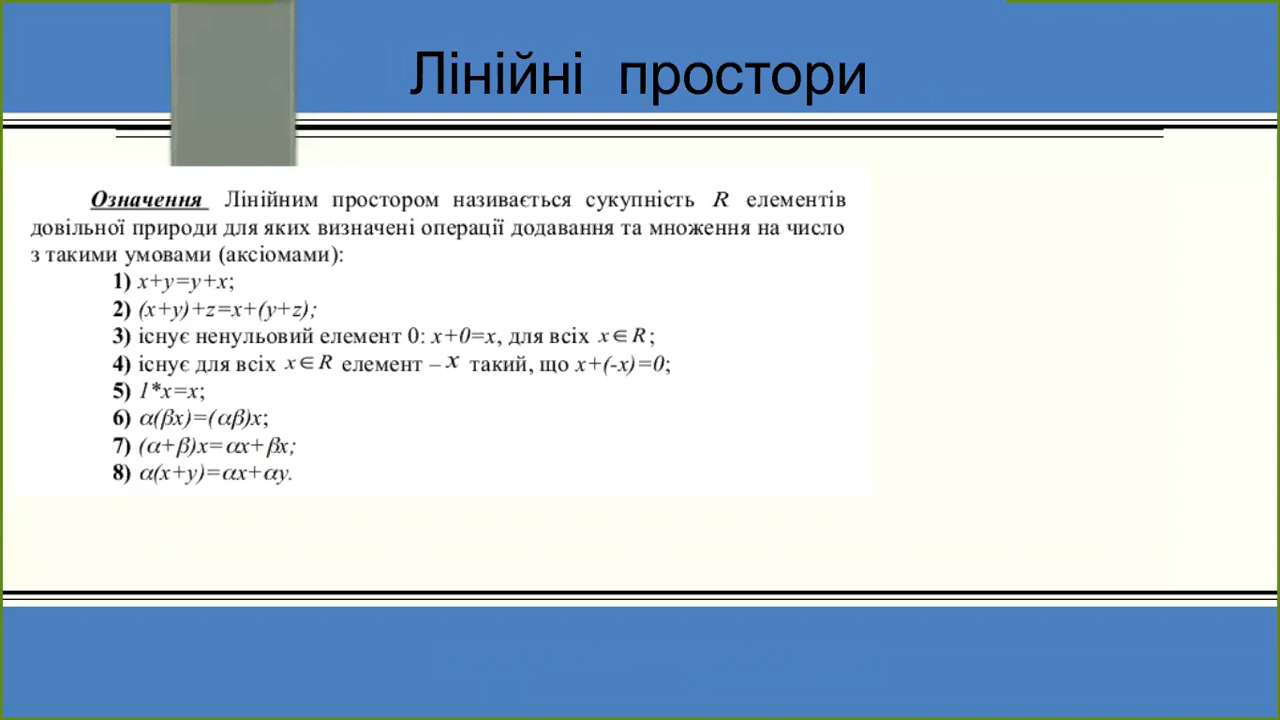 Лінійні простори
Означення Лінійним простором називається сукупність R елементів
довільної природи для яких визначені операції додавання та множення на число
з такими умовами (аксіомами):
1) x+y=y+x;
2) (x+y)+z=x+(y+z);
3) існує ненульовий елемент 0: x+0=x, для всіх x∈R;
4) існує для всіх x∈R елемент –x такий, що x+(-x)=0;
5) 1*x=x;
6) α(βx)=(αβ)x;
7) (α+β)x=αx+βx;
8) α(x+y)=αx+αy.